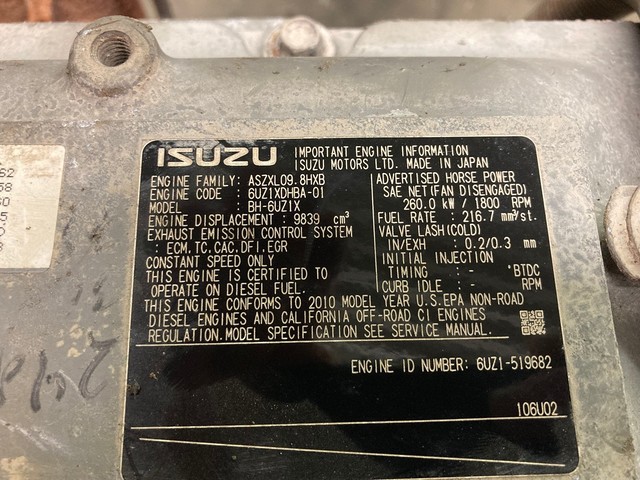 ISUZU
IMPORTANT ENGINE INFORMATION
ISUZU MOTORS LTD. MADE IN JAPAN
ENGINE FAMILY: ASZXL09.8HXB
ENGINE CODE : 6UZ1XDHBA-01
MODEL : BH-6UZ1X
ENGINE DISPLACEMENT : 9839 cm³
EXHAUST EMISSION CONTROL SYSTEM
: ECM.TC.CAC.DFI.EGR
CONSTANT SPEED ONLY
THIS ENGINE IS CERTIFIED TO
OPERATE ON DIESEL FUEL.
ADVERTISED HORSE POWER
SAE NET(FAN DISENGAGED)
260.0 kW / 1800 RPM
FUEL RATE : 216.7 mm³/st.
VALVE LASH(COLD)
IN/EXH : 0.2/0.3 mm
INITIAL INJECTION
TIMING : - °BTDC
CURB IDLE : - RPM
THIS ENGINE CONFORMS TO 2010 MODEL YEAR U.S.EPA NON-ROAD
DIESEL ENGINES AND CALIFORNIA OFF-ROAD CI ENGINES
REGULATION.MODEL SPECIFICATION SEE SERVICE MANUAL.
ENGINE ID NUMBER: 6UZ1-519682
106U02